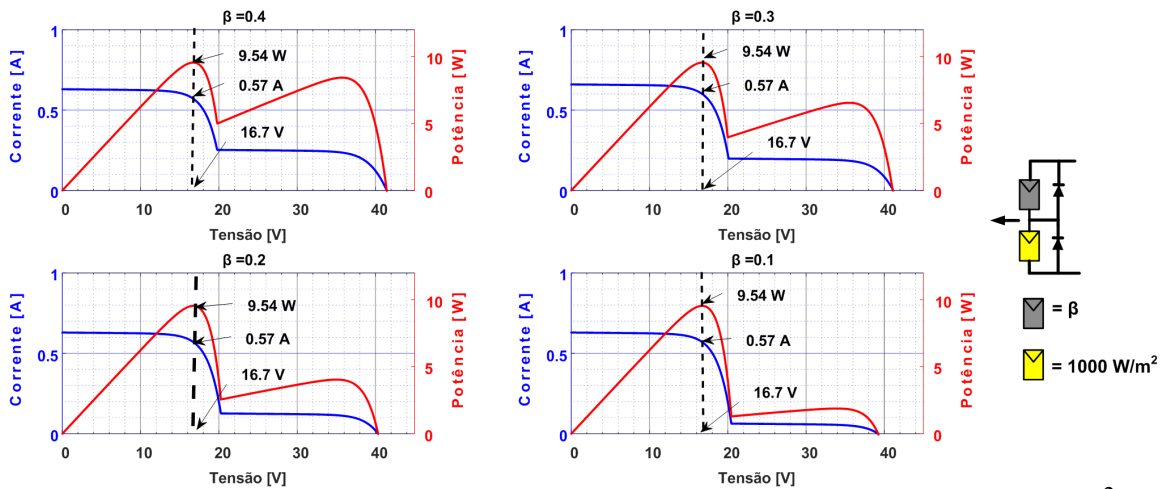 β =0.4
Corrente [A]
1
0.5
0
10
5
0
Potência [W]
9.54 W
0.57 A
16.7 V
0 10 20 30 40
Tensão [V]
β =0.3
Corrente [A]
1
0.5
0
10
5
0
Potência [W]
9.54 W
0.57 A
16.7 V
0 10 20 30 40
Tensão [V]
β =0.2
Corrente [A]
1
0.5
0
10
5
0
Potência [W]
9.54 W
0.57 A
16.7 V
0 10 20 30 40
Tensão [V]
β =0.1
Corrente [A]
1
0.5
0
10
5
0
Potência [W]
9.54 W
0.57 A
16.7 V
0 10 20 30 40
Tensão [V]
= β
= 1000 W/m²